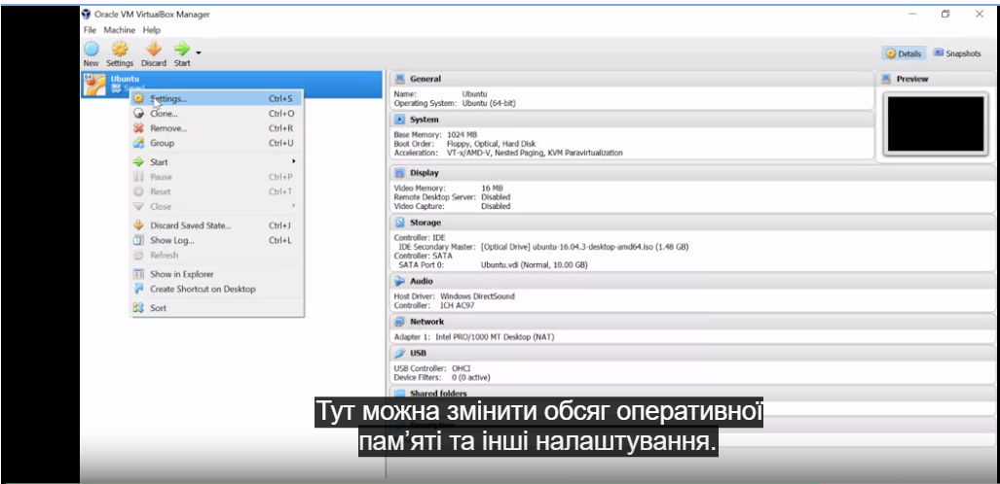 Oracle VM VirtualBox Manager
File Machine Help
New Settings Discard Start
Details Snapshots
Ubuntu
Saved
Settings... Ctrl+S
Clone... Ctrl+O
Remove... Ctrl+R
Group Ctrl+U
Start
Pause Ctrl+P
Reset Ctrl+T
Close
Discard Saved State... Ctrl+J
Show Log... Ctrl+L
Refresh
Show in Explorer
Create Shortcut on Desktop
Sort
General
Name: Ubuntu
Operating System: Ubuntu (64-bit)
System
Base Memory: 1024 MB
Boot Order: Floppy, Optical, Hard Disk
Acceleration: VT-x/AMD-V, Nested Paging, KVM Paravirtualization
Display
Video Memory: 16 MB
Remote Desktop Server: Disabled
Video Capture: Disabled
Storage
Controller: IDE
IDE Secondary Master: [Optical Drive] ubuntu-16.04.3-desktop-amd64.iso (1.48 GB)
Controller: SATA
SATA Port 0: Ubuntu.vdi (Normal, 10.00 GB)
Audio
Host Driver: Windows DirectSound
Controller: ICH AC97
Network
Adapter 1: Intel PRO/1000 MT Desktop (NAT)
USB
USB Controller: OHCI
Device Filters: 0 (0 active)
Shared folders
Preview
Тут можна змінити обсяг оперативної
пам’яті та інші налаштування.